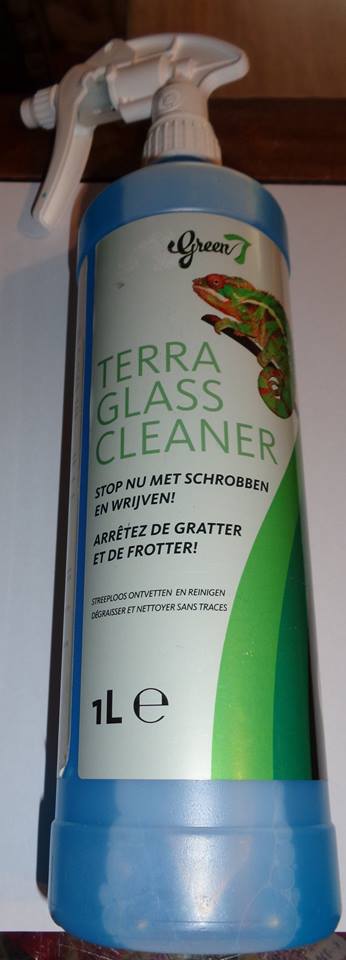 Green7
TERRA
GLASS
CLEANER
STOP NU MET SCHROBBEN
EN WRIJVEN!
ARRÊTEZ DE GRATTER
ET DE FROTTER!
STREEPLOOS ONTVETTEN EN REINIGEN
DÉGRAISSER ET NETTOYER SANS TRACES
1L ℮